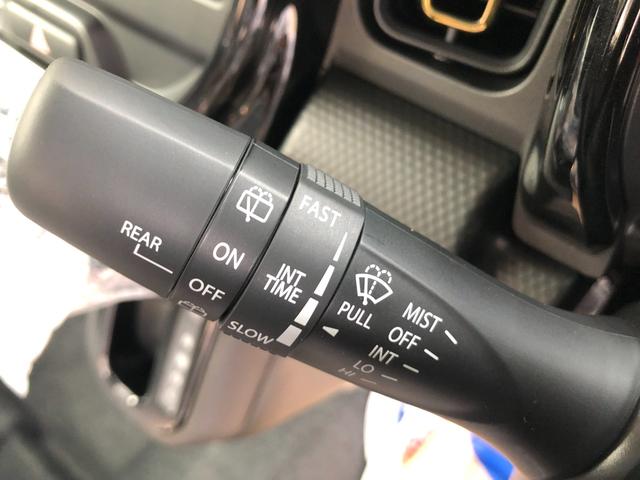 REAR
ON
OFF
FAST
INT
TIME
SLOW
PULL
MIST
OFF
INT
LO
HI